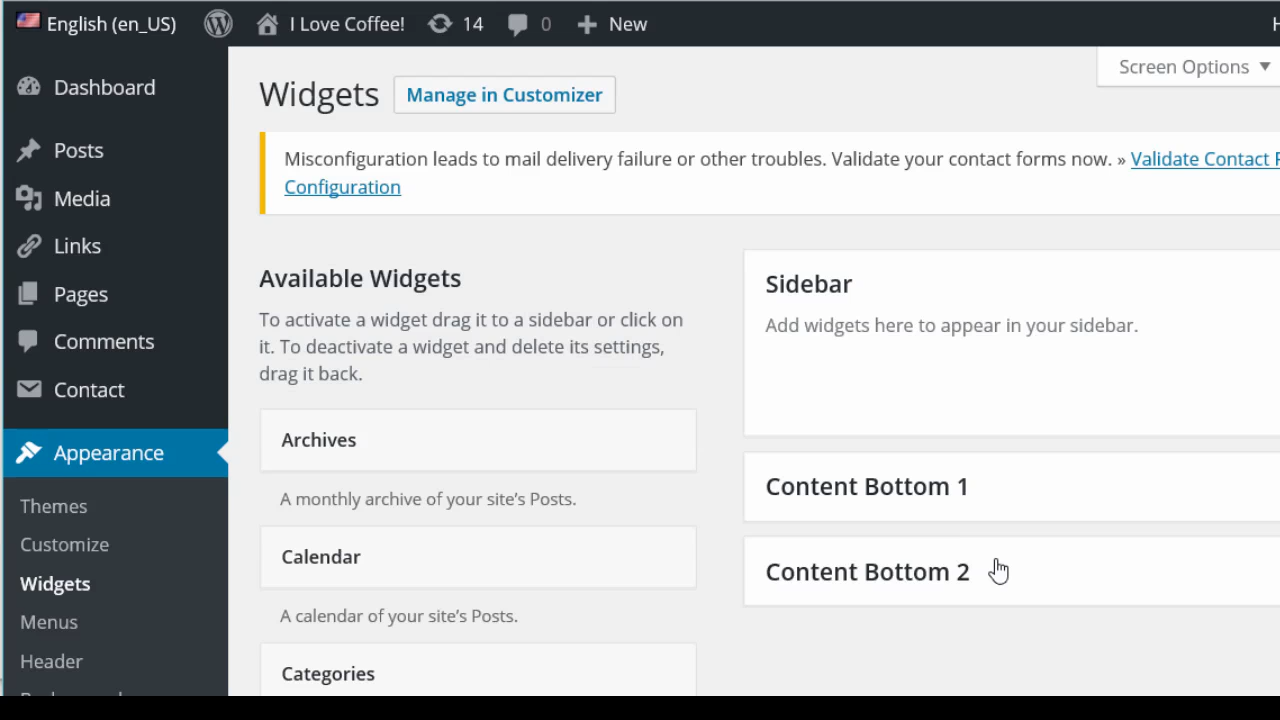 English (en_US) I Love Coffee! 14 0 New
Screen Options
Dashboard
Posts
Media
Links
Pages
Comments
Contact
Appearance
Themes
Customize
Widgets
Menus
Header
Widgets Manage in Customizer
Misconfiguration leads to mail delivery failure or other troubles. Validate your contact forms now. » Validate Contact
Configuration
Available Widgets
To activate a widget drag it to a sidebar or click on
it. To deactivate a widget and delete its settings,
drag it back.
Archives
A monthly archive of your site's Posts.
Calendar
A calendar of your site's Posts.
Categories
Sidebar
Add widgets here to appear in your sidebar.
Content Bottom 1
Content Bottom 2